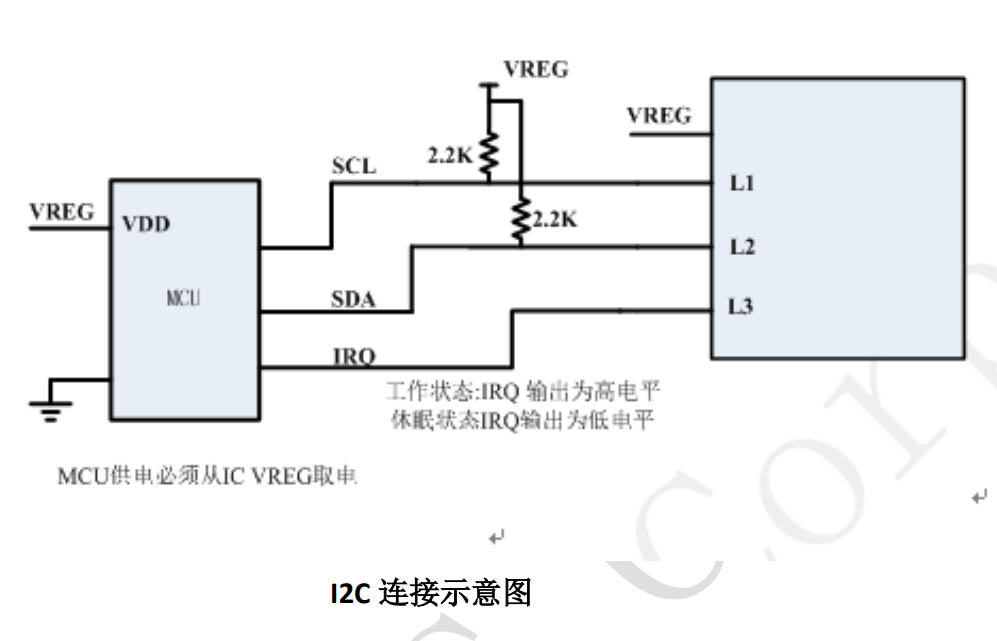 VREG
VREG
2.2K
SCL
L1
VREG
VDD
2.2K
L2
MCU
SDA
L3
IRQ
工作状态:IRQ 输出为高电平
休眠状态IRQ输出为低电平
MCU供电必须从IC VREG取电
I2C 连接示意图
Corn
C